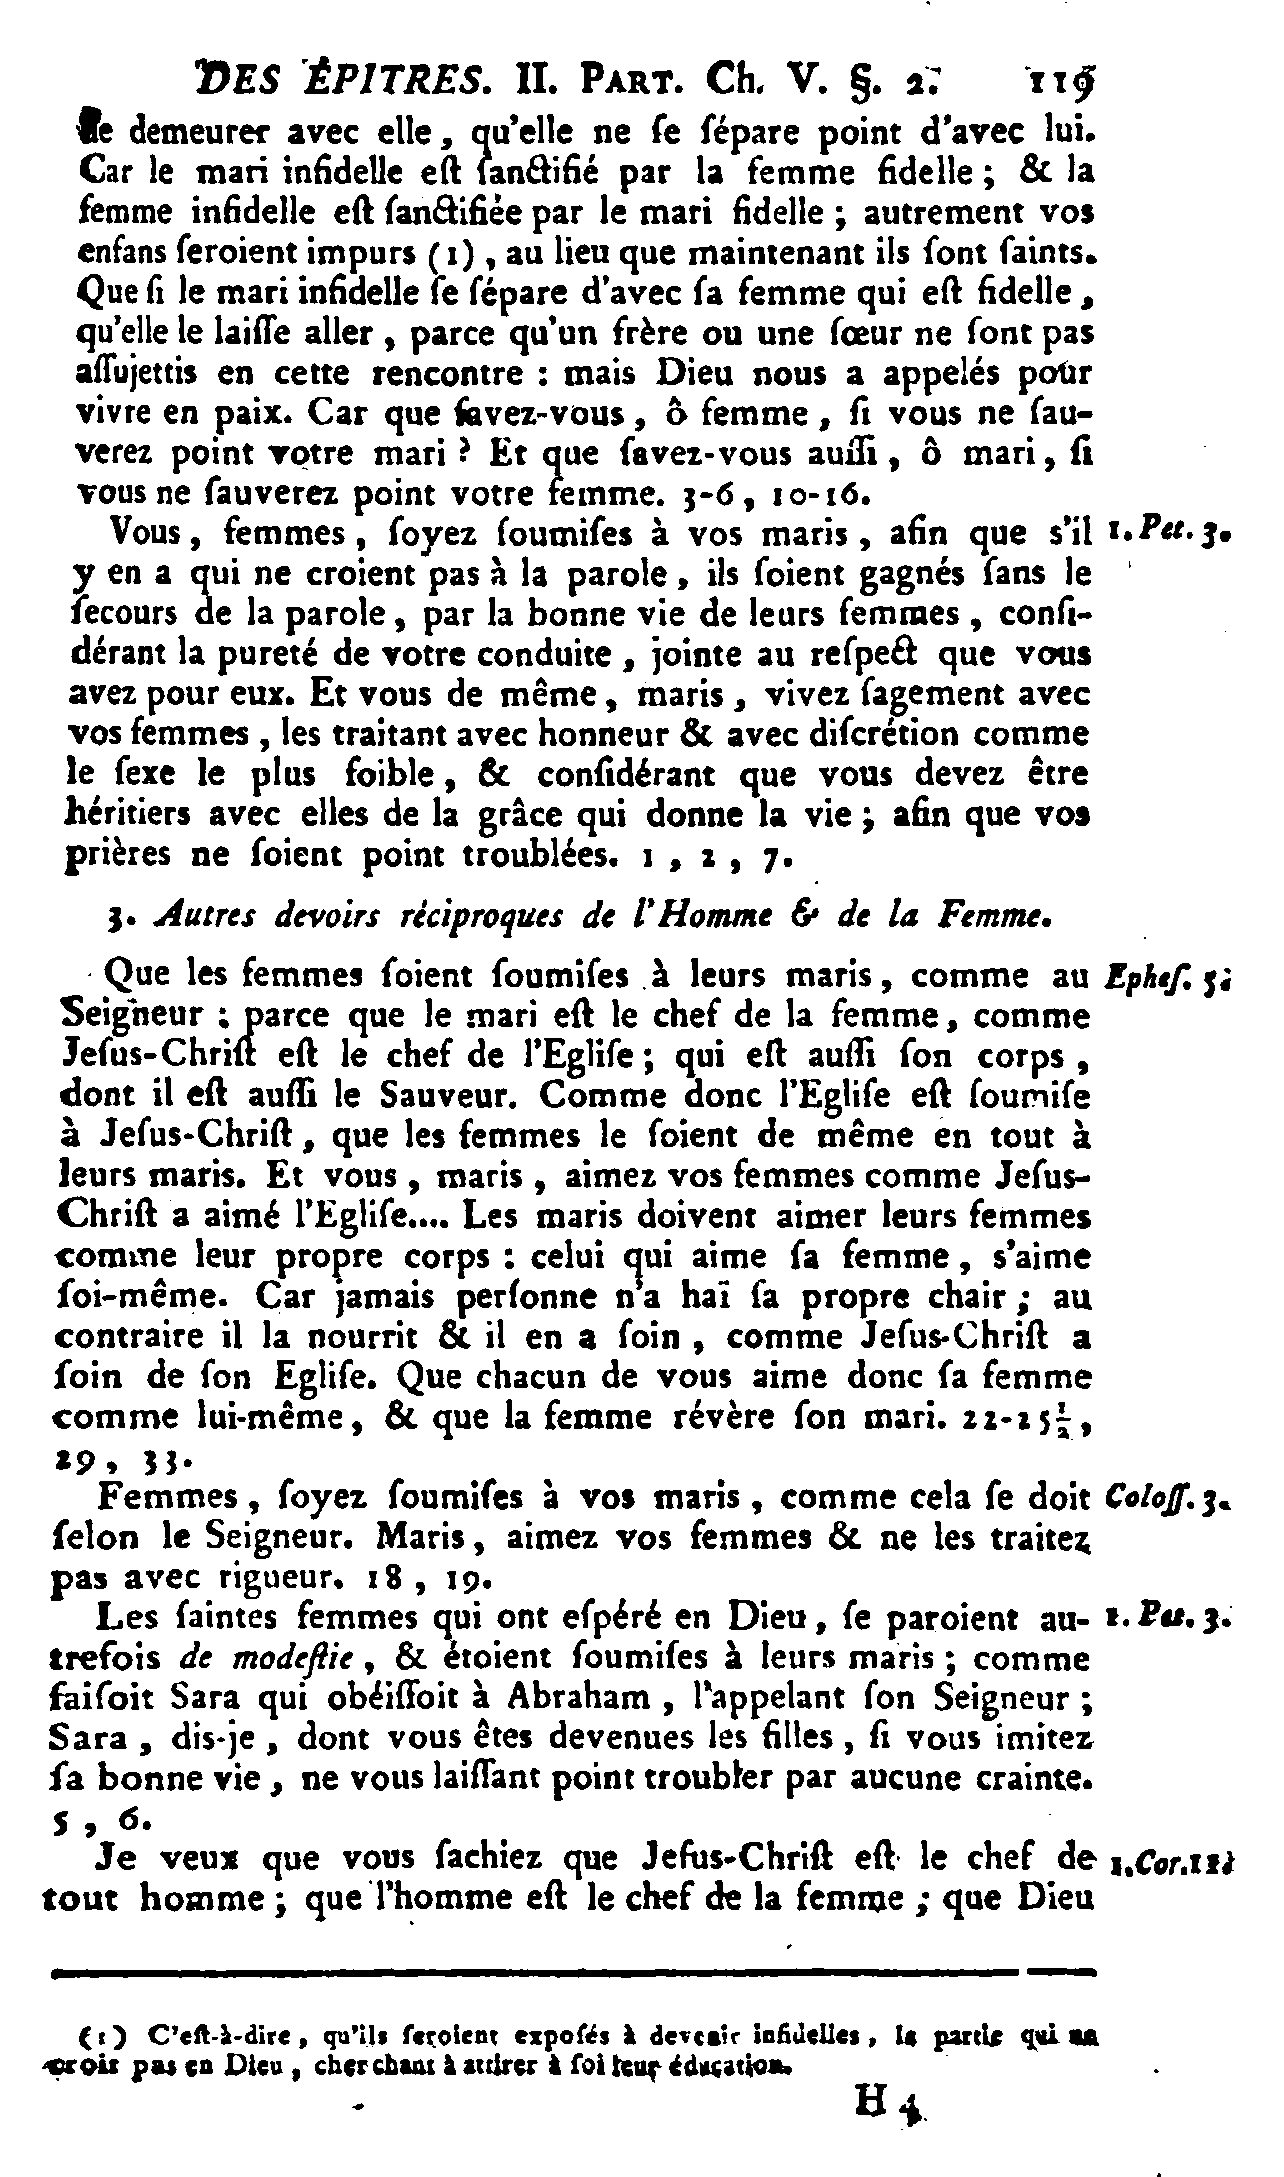 DES ÉPITRES. II. PART. Ch. V. §. 2. 119
de demeurer avec elle, qu'elle ne ſe ſépare point d'avec lui.
Car le mari infidelle eſt ſanctifié par la femme fidelle ; & la
femme infidelle eſt ſanctifiée par le mari fidelle ; autrement vos
enfans ſeroient impurs (1), au lieu que maintenant ils ſont ſaints.
Que ſi le mari infidelle ſe ſépare d'avec ſa femme qui eſt fidelle,
qu'elle le laiſſe aller, parce qu'un frère ou une ſœur ne ſont pas
aſſujettis en cette rencontre : mais Dieu nous a appelés pour
vivre en paix. Car que ſavez-vous, ô femme, ſi vous ne ſau-
verez point votre mari ? Et que ſavez-vous auſſi, ô mari, ſi
vous ne ſauverez point votre femme. 3-6, 10-16.
Vous, femmes, ſoyez ſoumiſes à vos maris, afin que s'il 1. Pet. 3.
y en a qui ne croient pas à la parole, ils ſoient gagnés ſans le
ſecours de la parole, par la bonne vie de leurs femmes, conſi-
dérant la pureté de votre conduite, jointe au reſpect que vous
avez pour eux. Et vous de même, maris, vivez ſagement avec
vos femmes, les traitant avec honneur & avec diſcrétion comme
le ſexe le plus foible, & conſidérant que vous devez être
héritiers avec elles de la grâce qui donne la vie ; afin que vos
prières ne ſoient point troublées. 1, 2, 7.
3. Autres devoirs réciproques de l'Homme & de la Femme.
Que les femmes ſoient ſoumiſes à leurs maris, comme au Epheſ. 5.
Seigneur ; parce que le mari eſt le chef de la femme, comme
Jeſus-Chriſt eſt le chef de l'Egliſe ; qui eſt auſſi ſon corps,
dont il eſt auſſi le Sauveur. Comme donc l'Egliſe eſt ſoumiſe
à Jeſus-Chriſt, que les femmes le ſoient de même en tout à
leurs maris. Et vous, maris, aimez vos femmes comme Jeſus-
Chriſt a aimé l'Egliſe.... Les maris doivent aimer leurs femmes
comme leur propre corps : celui qui aime ſa femme, s'aime
ſoi-même. Car jamais perſonne n'a haï ſa propre chair ; au
contraire il la nourrit & il en a ſoin, comme Jeſus-Chriſt a
ſoin de ſon Egliſe. Que chacun de vous aime donc ſa femme
comme lui-même, & que la femme révère ſon mari. 22-25½,
29, 33.
Femmes, ſoyez ſoumiſes à vos maris, comme cela ſe doit Coloſſ. 3.
ſelon le Seigneur. Maris, aimez vos femmes & ne les traitez
pas avec rigueur. 18, 19.
Les ſaintes femmes qui ont eſpéré en Dieu, ſe paroient au- 1. Pet. 3.
trefois de modeſtie, & étoient ſoumiſes à leurs maris ; comme
faiſoit Sara qui obéiſſoit à Abraham, l'appelant ſon Seigneur ;
Sara, dis-je, dont vous êtes devenues les filles, ſi vous imitez
ſa bonne vie, ne vous laiſſant point troubler par aucune crainte.
5, 6.
Je veux que vous ſachiez que Jeſus-Chriſt eſt le chef de 1. Cor. 11.
tout homme ; que l'homme eſt le chef de la femme ; que Dieu
(1) C'eſt-à-dire, qu'ils ſeroient expoſés à devenir infidelles, la partie qui ne
croit pas en Dieu, cherchant à attirer à ſoi leur éducation.
H 4